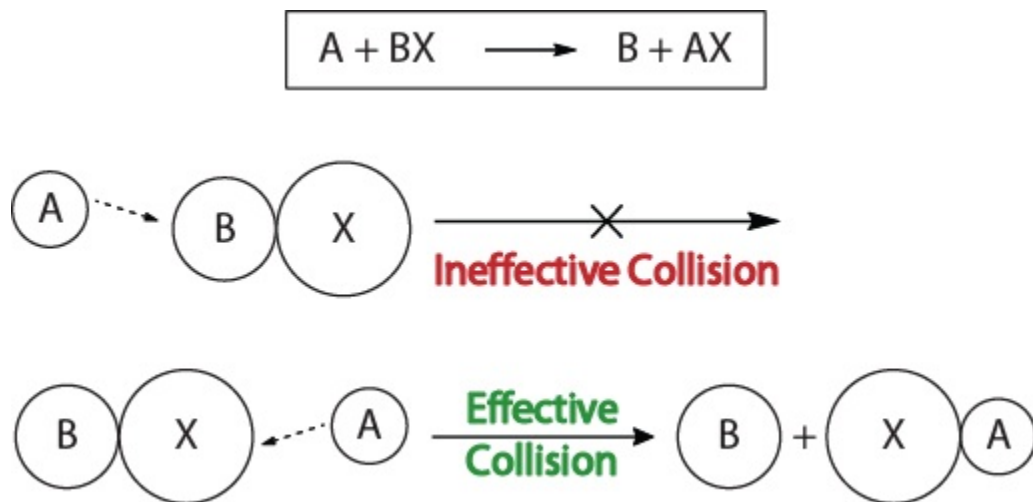 A + BX ⟶ B + AX
A B X
Ineffective Collision
B X A Effective B + X A
Collision